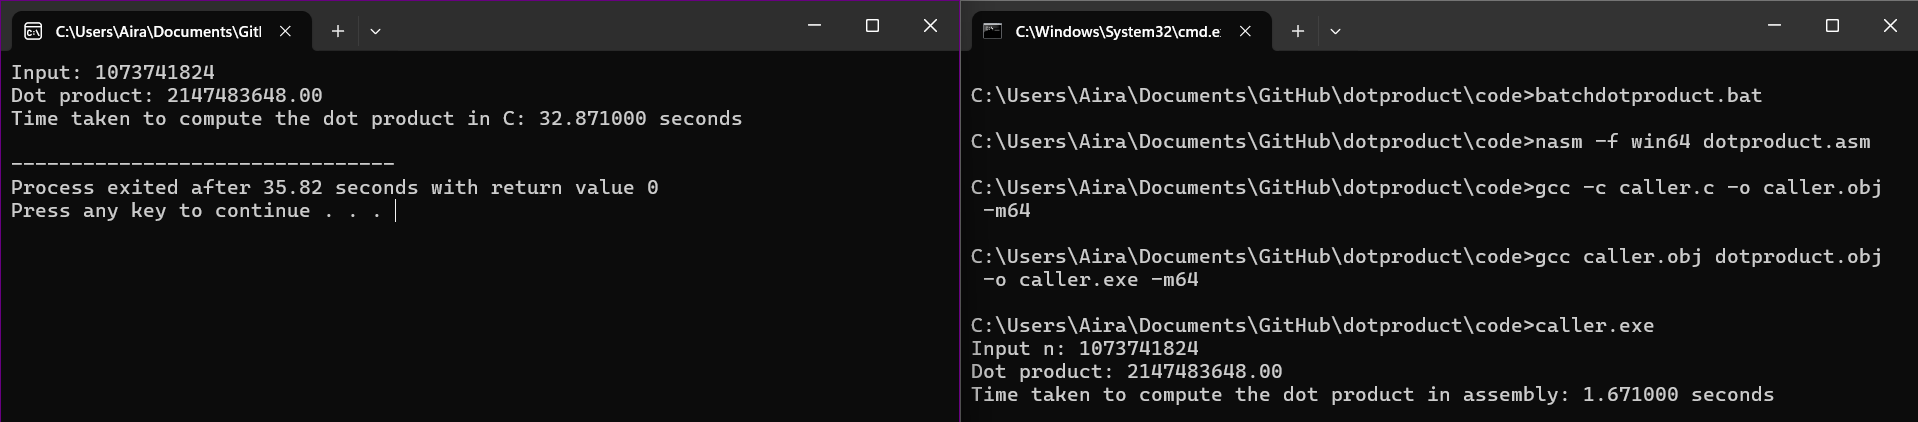 C:\Users\Aira\Documents\Gitl
Input: 1073741824
Dot product: 2147483648.00
Time taken to compute the dot product in C: 32.871000 seconds
--------------------------------
Process exited after 35.82 seconds with return value 0
Press any key to continue . . .
C:\Windows\System32\cmd.e
C:\Users\Aira\Documents\GitHub\dotproduct\code>batchdotproduct.bat
C:\Users\Aira\Documents\GitHub\dotproduct\code>nasm -f win64 dotproduct.asm
C:\Users\Aira\Documents\GitHub\dotproduct\code>gcc -c caller.c -o caller.obj
-m64
C:\Users\Aira\Documents\GitHub\dotproduct\code>gcc caller.obj dotproduct.obj
-o caller.exe -m64
C:\Users\Aira\Documents\GitHub\dotproduct\code>caller.exe
Input n: 1073741824
Dot product: 2147483648.00
Time taken to compute the dot product in assembly: 1.671000 seconds